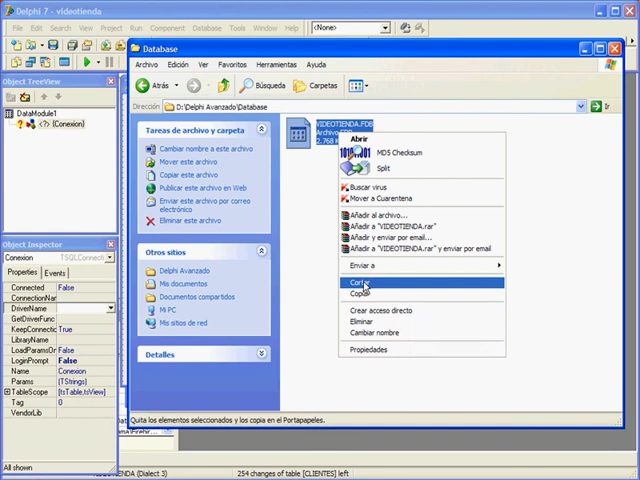 Delphi 7 - videotienda
File Edit Search View
Component Database Tools
<None>
Object TreeView
DataModule1
<?> (Conexion)
Object Inspector
Conexion TSQLConnection
Properties Events
Connected False
ConnectionNar
DriverName
GetDriverFunc
KeepConnectic True
LibraryName
LoadParamsOr False
LoginPrompt False
Name Conexion
Params (TStrings)
TableScope [tsTable,tsView]
Tag 0
VendorLib
All shown
Database
Archivo Edición Ver Favoritos Herramientas Ayuda
Atrás Búsqueda Carpetas
Dirección D:\Delphi Avanzado\Database Ir
Tareas de archivo y carpeta
Cambiar nombre a este archivo
Mover este archivo
Copiar este archivo
Publicar este archivo en Web
Enviar este archivo por correo
electrónico
Eliminar este archivo
Otros sitios
Delphi Avanzado
Mis documentos
Documentos compartidos
Mi PC
Mis sitios de red
Detalles
VIDEOTIENDA.FDB
Archivo FDB
2.768
Abrir
MD5 Checksum
Split
Buscar virus
Mover a Cuarentena
Añadir al archivo...
Añadir a "VIDEOTIENDA.rar"
Añadir y enviar por email...
Añadir a "VIDEOTIENDA.rar" y enviar por email
Enviar a
Cortar
Copiar
Crear acceso directo
Eliminar
Cambiar nombre
Propiedades
Quita los elementos seleccionados y los copia en el Portapapeles.
(Dialect 3) 254 changes of table [CLIENTES] left